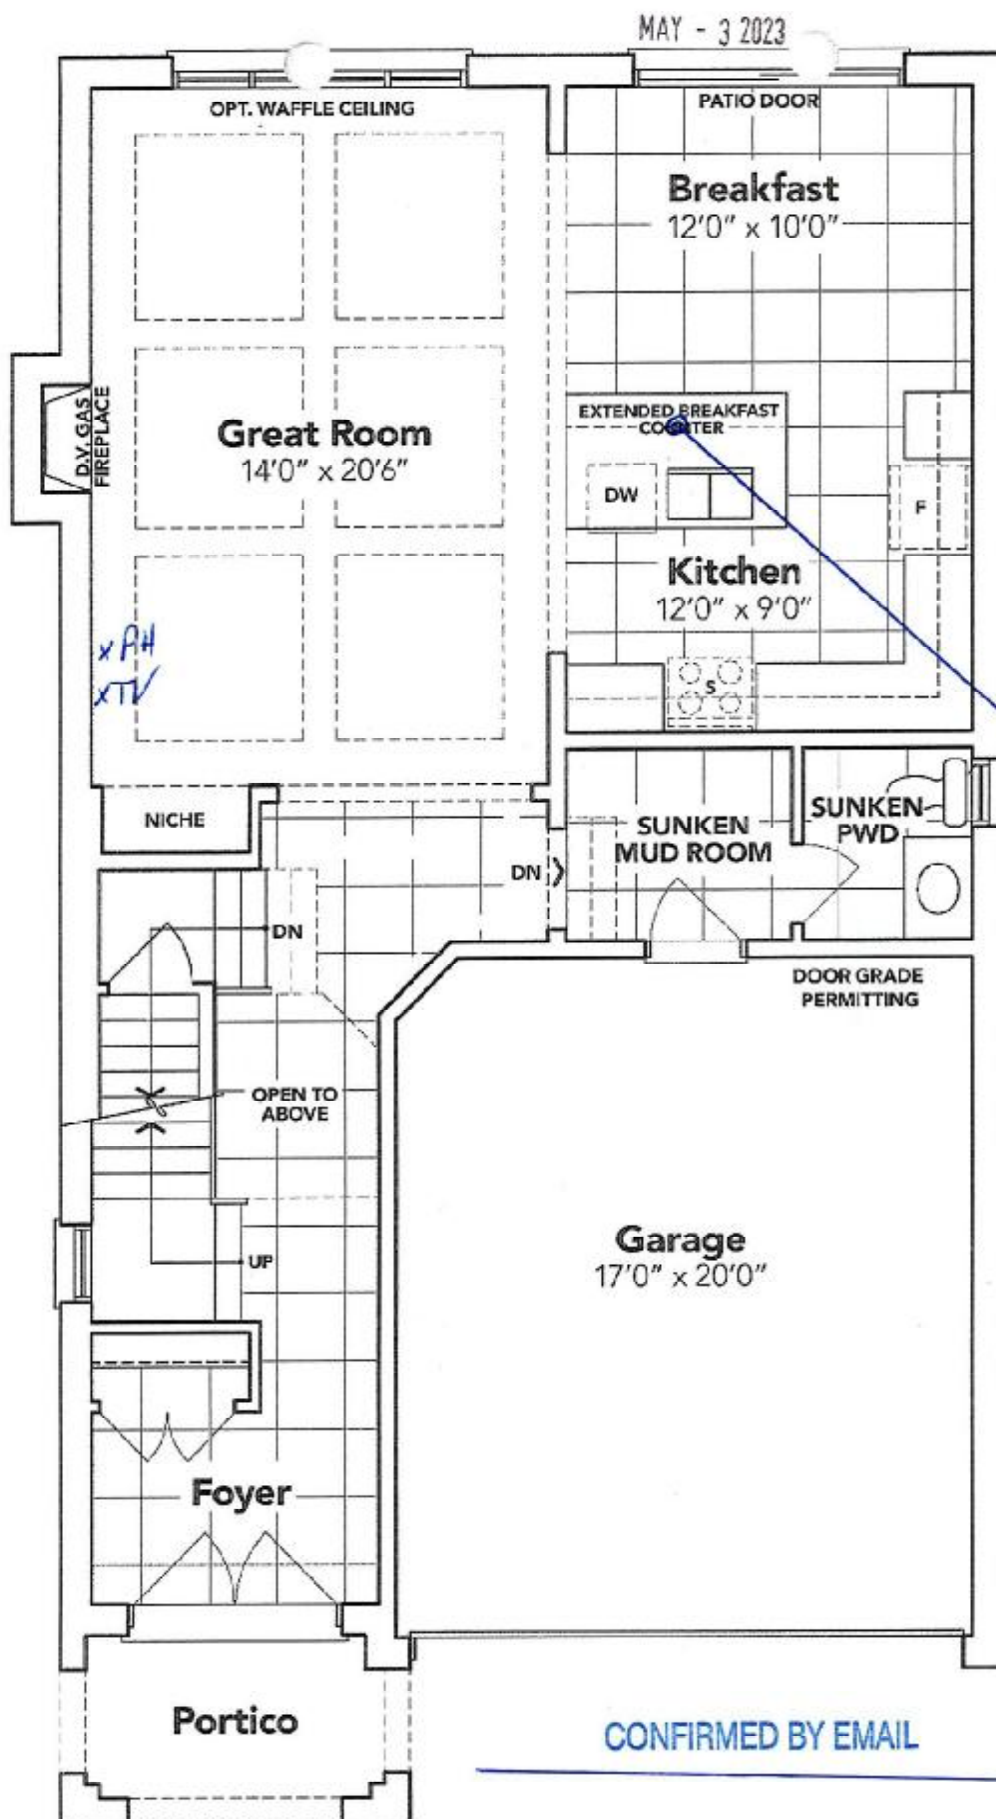 MAY - 3 2023
OPT. WAFFLE CEILING
PATIO DOOR
Breakfast
12'0" x 10'0"
D.V. GAS
FIREPLACE
Great Room
14'0" x 20'6"
EXTENDED BREAKFAST
COUNTER
DW
F
Kitchen
12'0" x 9'0"
x PH
xTV
S
NICHE
SUNKEN
MUD ROOM
SUNKEN
PWD
DN
DN
DOOR GRADE
PERMITTING
OPEN TO
ABOVE
UP
Garage
17'0" x 20'0"
Foyer
Portico
CONFIRMED BY EMAIL